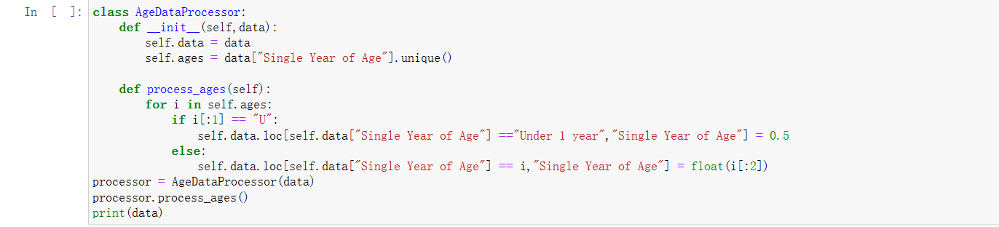 In [ ]: class AgeDataProcessor:
    def __init__(self,data):
        self.data = data
        self.ages = data["Single Year of Age"].unique()

    def process_ages(self):
        for i in self.ages:
            if i[:1] == "U":
                self.data.loc[self.data["Single Year of Age"] =="Under 1 year","Single Year of Age"] = 0.5
            else:
                self.data.loc[self.data["Single Year of Age"] == i,"Single Year of Age"] = float(i[:2])
processor = AgeDataProcessor(data)
processor.process_ages()
print(data)